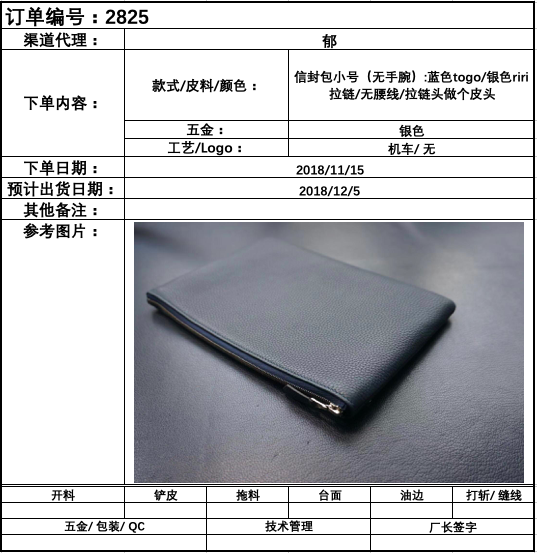 订单编号：2825
渠道代理： 郁
下单内容：
款式/皮料/颜色： 信封包小号（无手腕）:蓝色togo/银色riri
拉链/无腰线/拉链头做个皮头
五金： 银色
工艺/Logo： 机车/ 无
下单日期： 2018/11/15
预计出货日期： 2018/12/5
其他备注：
参考图片：
开料 铲皮 拖料 台面 油边 打斩/ 缝线
五金/ 包装/ QC 技术管理 厂长签字